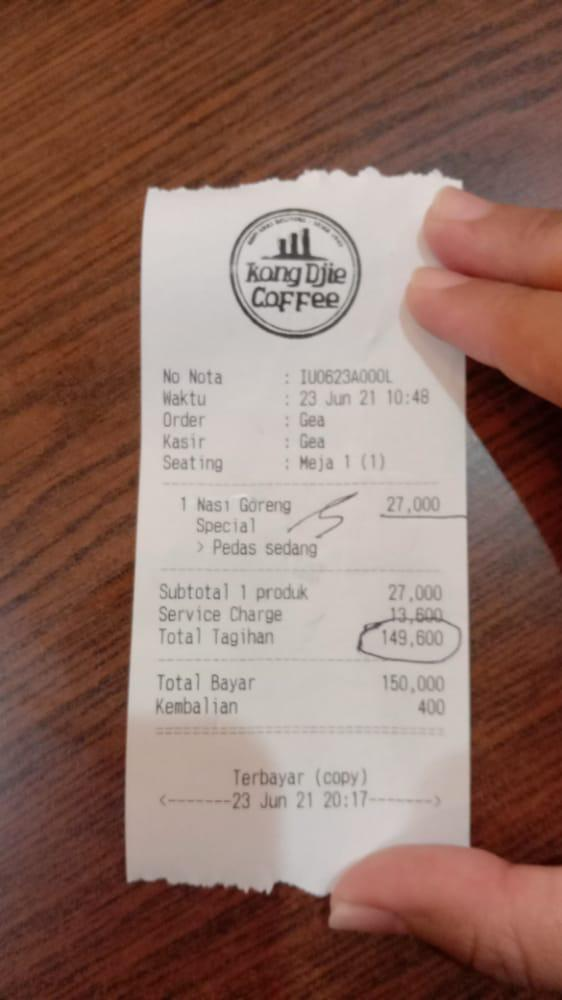 Kong Djie
COFFEE
No Nota : IU0623A000L
Waktu : 23 Jun 21 10:48
Order : Gea
Kasir : Gea
Seating : Meja 1 (1)
1 Nasi Goreng 27,000
Special
> Pedas sedang
Subtotal 1 produk 27,000
Service Charge 13,600
Total Tagihan 149,600
Total Bayar 150,000
Kembalian 400
Terbayar (copy)
<-------23 Jun 21 20:17------->